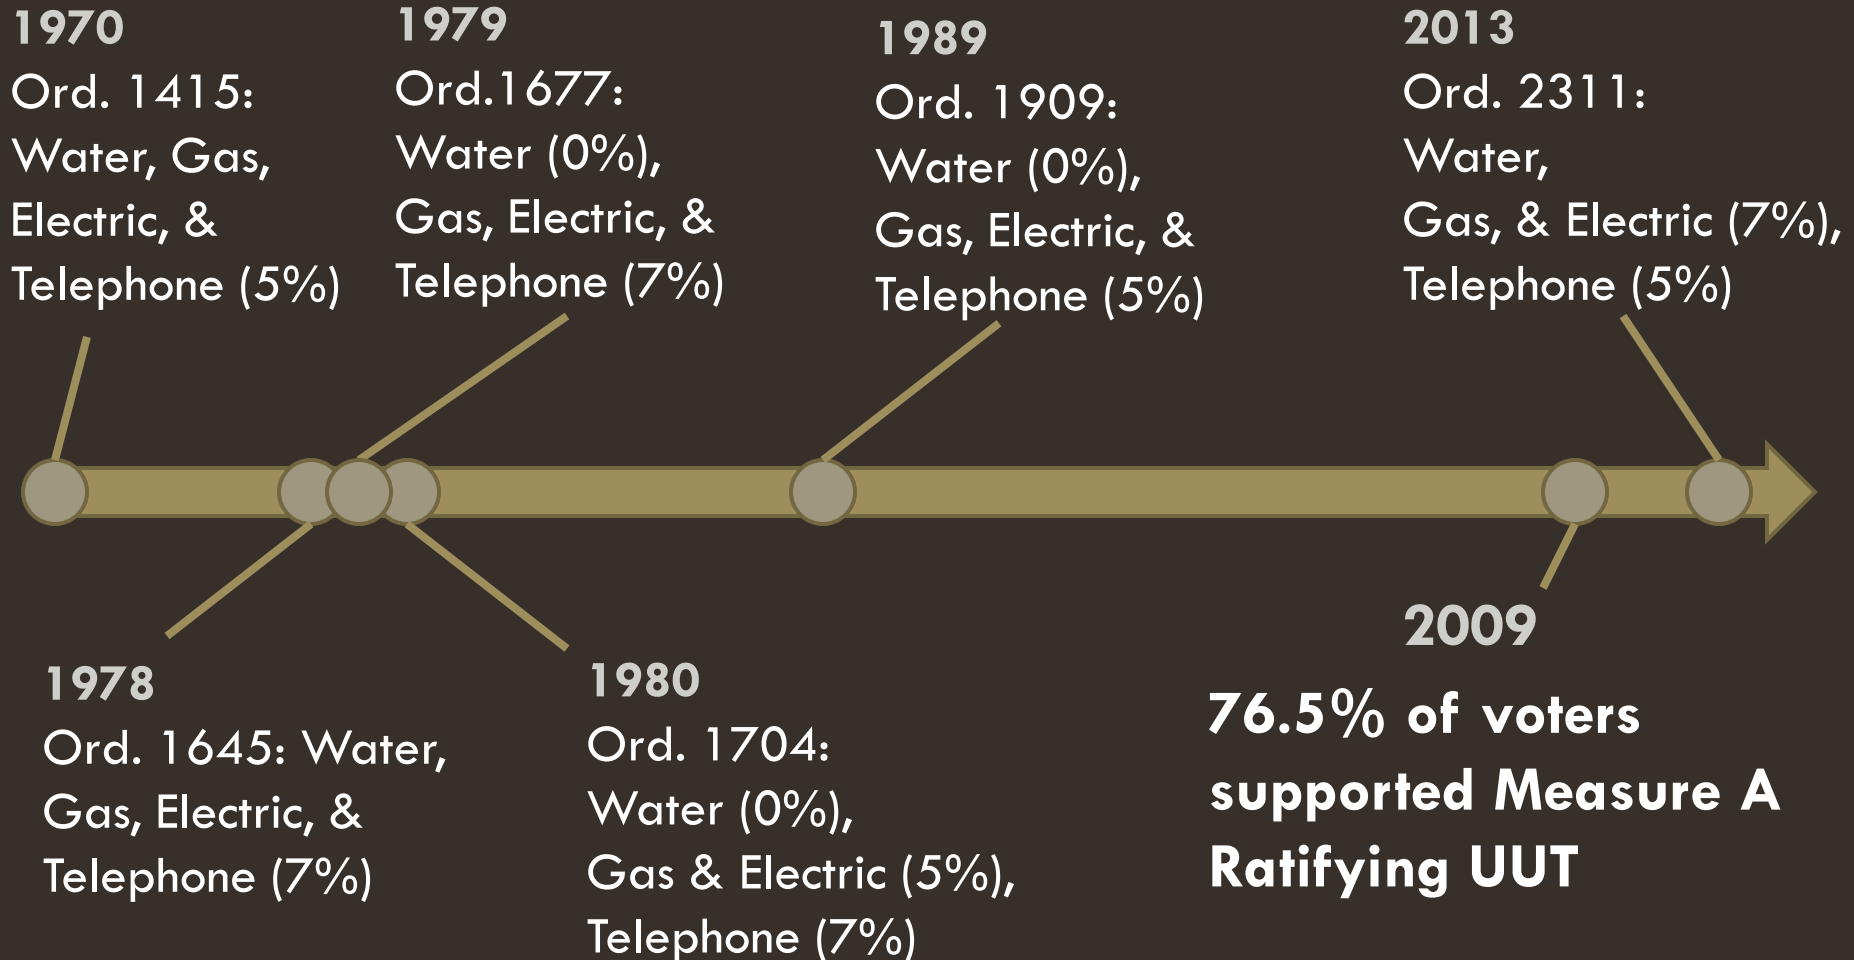 1970
Ord. 1415:
Water, Gas,
Electric, &
Telephone (5%)
1979
Ord.1677:
Water (0%),
Gas, Electric, &
Telephone (7%)
1989
Ord. 1909:
Water (0%),
Gas, Electric, &
Telephone (5%)
2013
Ord. 2311:
Water,
Gas, & Electric (7%),
Telephone (5%)
1978
Ord. 1645: Water,
Gas, Electric, &
Telephone (7%)
1980
Ord. 1704:
Water (0%),
Gas & Electric (5%),
Telephone (7%)
2009
76.5% of voters
supported Measure A
Ratifying UUT